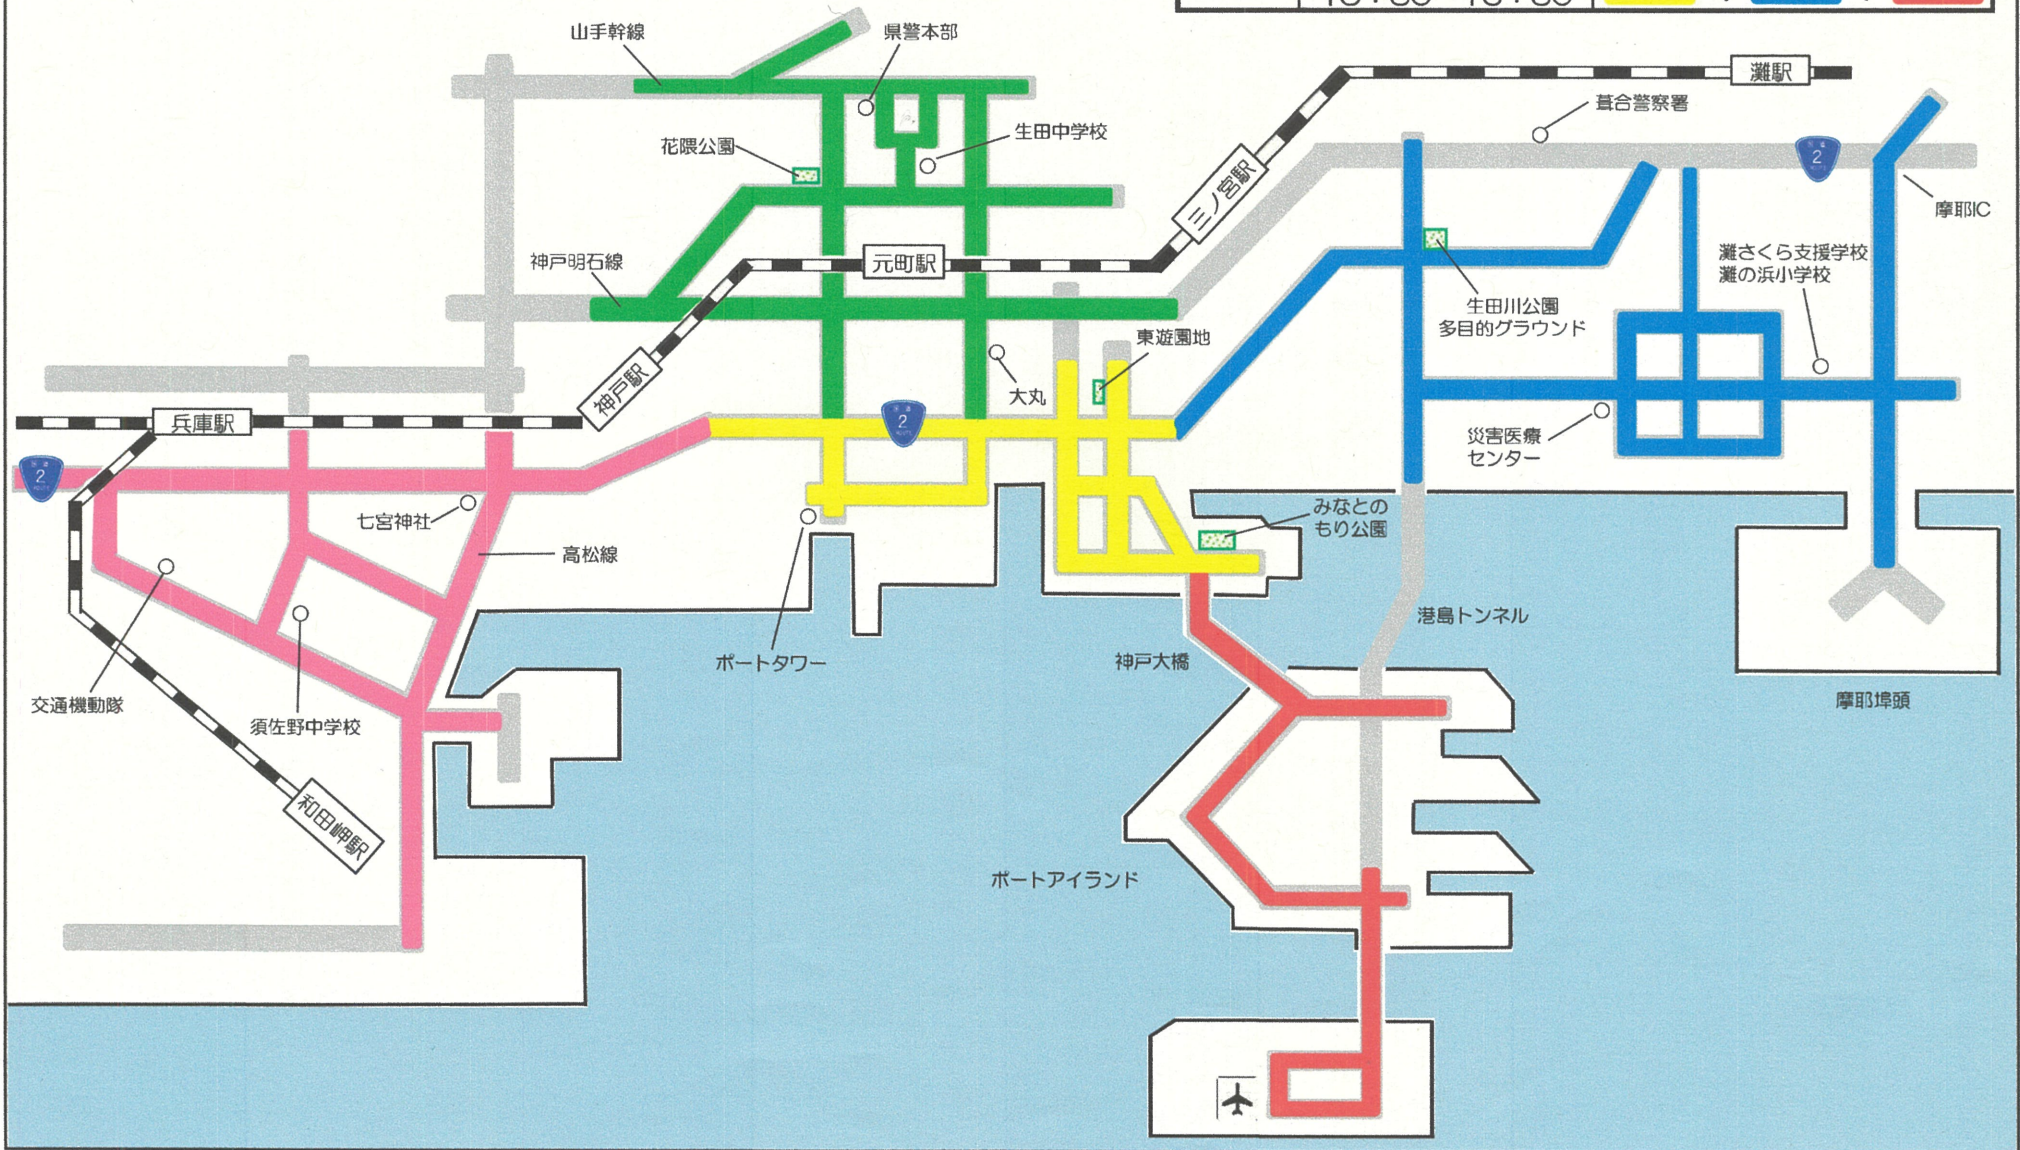 山手幹線
県警本部
灘駅
葺合警察署
生田中学校
花隈公園
2
三ノ宮駅
摩耶IC
神戸明石線
元町駅
灘さくら支援学校
灘の浜小学校
生田川公園
多目的グラウンド
東遊園地
神戸駅
大丸
兵庫駅
2
2
災害医療
センター
七宮神社
高松線
みなとの
もり公園
港島トンネル
ポートタワー
神戸大橋
交通機動隊
須佐野中学校
摩耶埠頭
和田岬駅
ポートアイランド